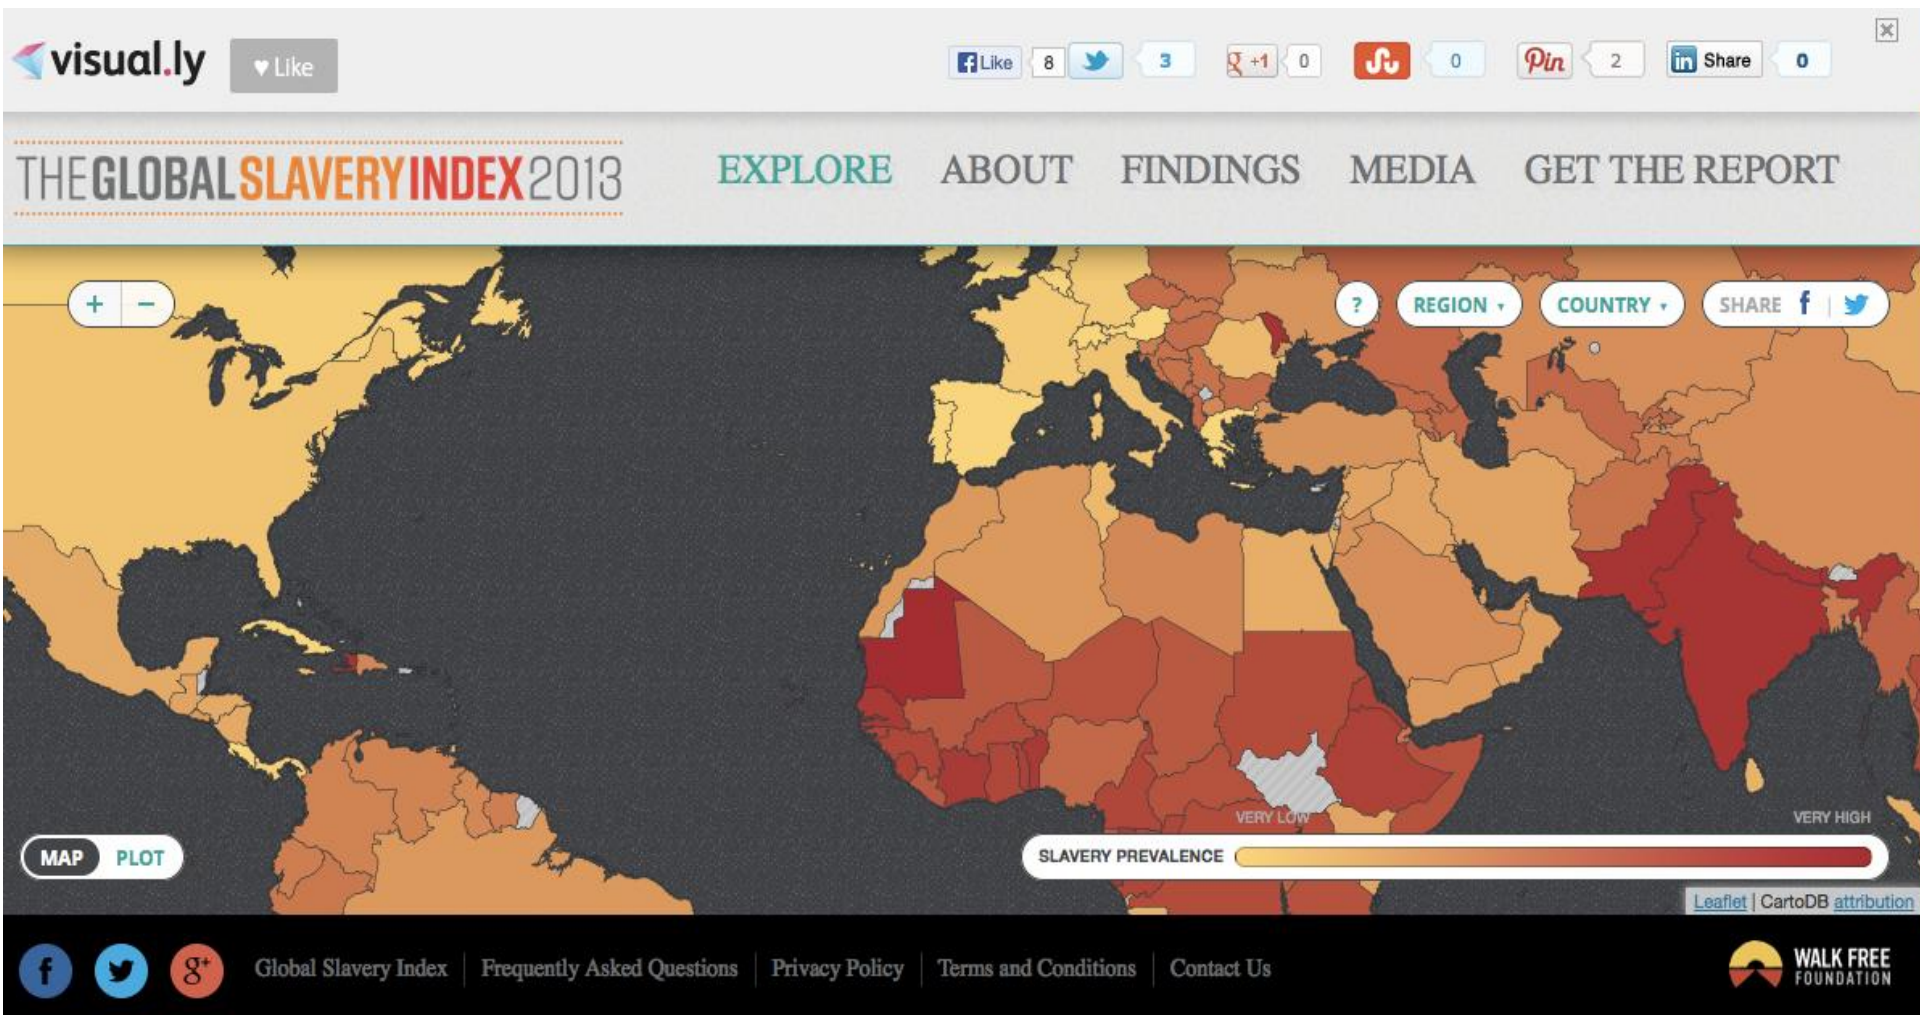 visual.ly
♥ Like
Like 8
3
+1 0
0
Pin 2
in Share 0
THE GLOBAL SLAVERY INDEX 2013
EXPLORE ABOUT FINDINGS MEDIA GET THE REPORT
+ −
? REGION COUNTRY SHARE f
VERY LOW VERY HIGH
MAP PLOT
SLAVERY PREVALENCE
Leaflet | CartoDB attribution
f g+ Global Slavery Index | Frequently Asked Questions | Privacy Policy | Terms and Conditions | Contact Us
WALK FREE
FOUNDATION